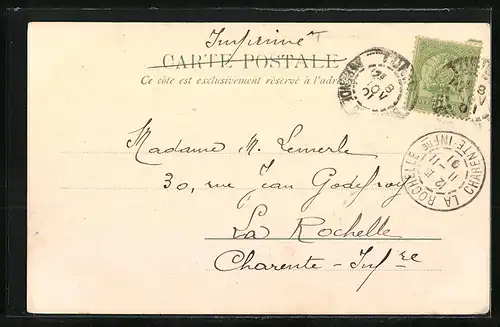 Imprimé
CARTE POSTALE
Ce côté est exclusivement réservé à l'adre
Madame M. Lemerle
30, rue Jean Godefroy
La Rochelle
Charente-Infre
LA ROCHELLE
CHARENTE INFRE